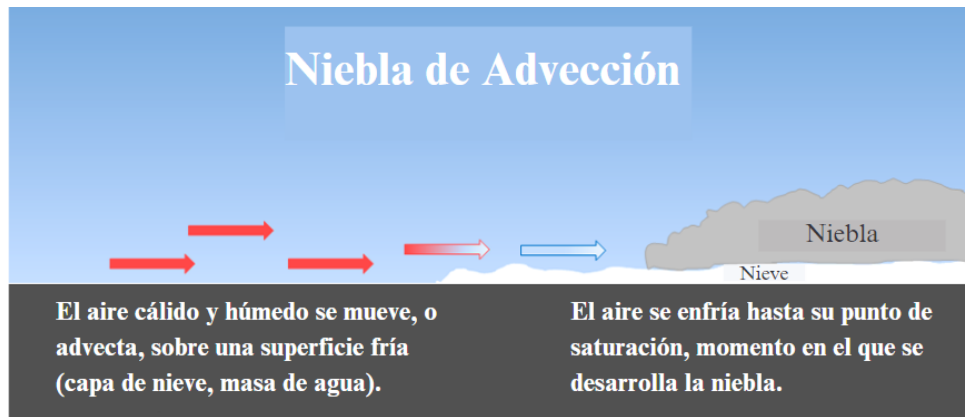 Niebla de Advección
Niebla
Nieve
El aire cálido y húmedo se mueve, o
advecta, sobre una superficie fría
(capa de nieve, masa de agua).
El aire se enfría hasta su punto de
saturación, momento en el que se
desarrolla la niebla.